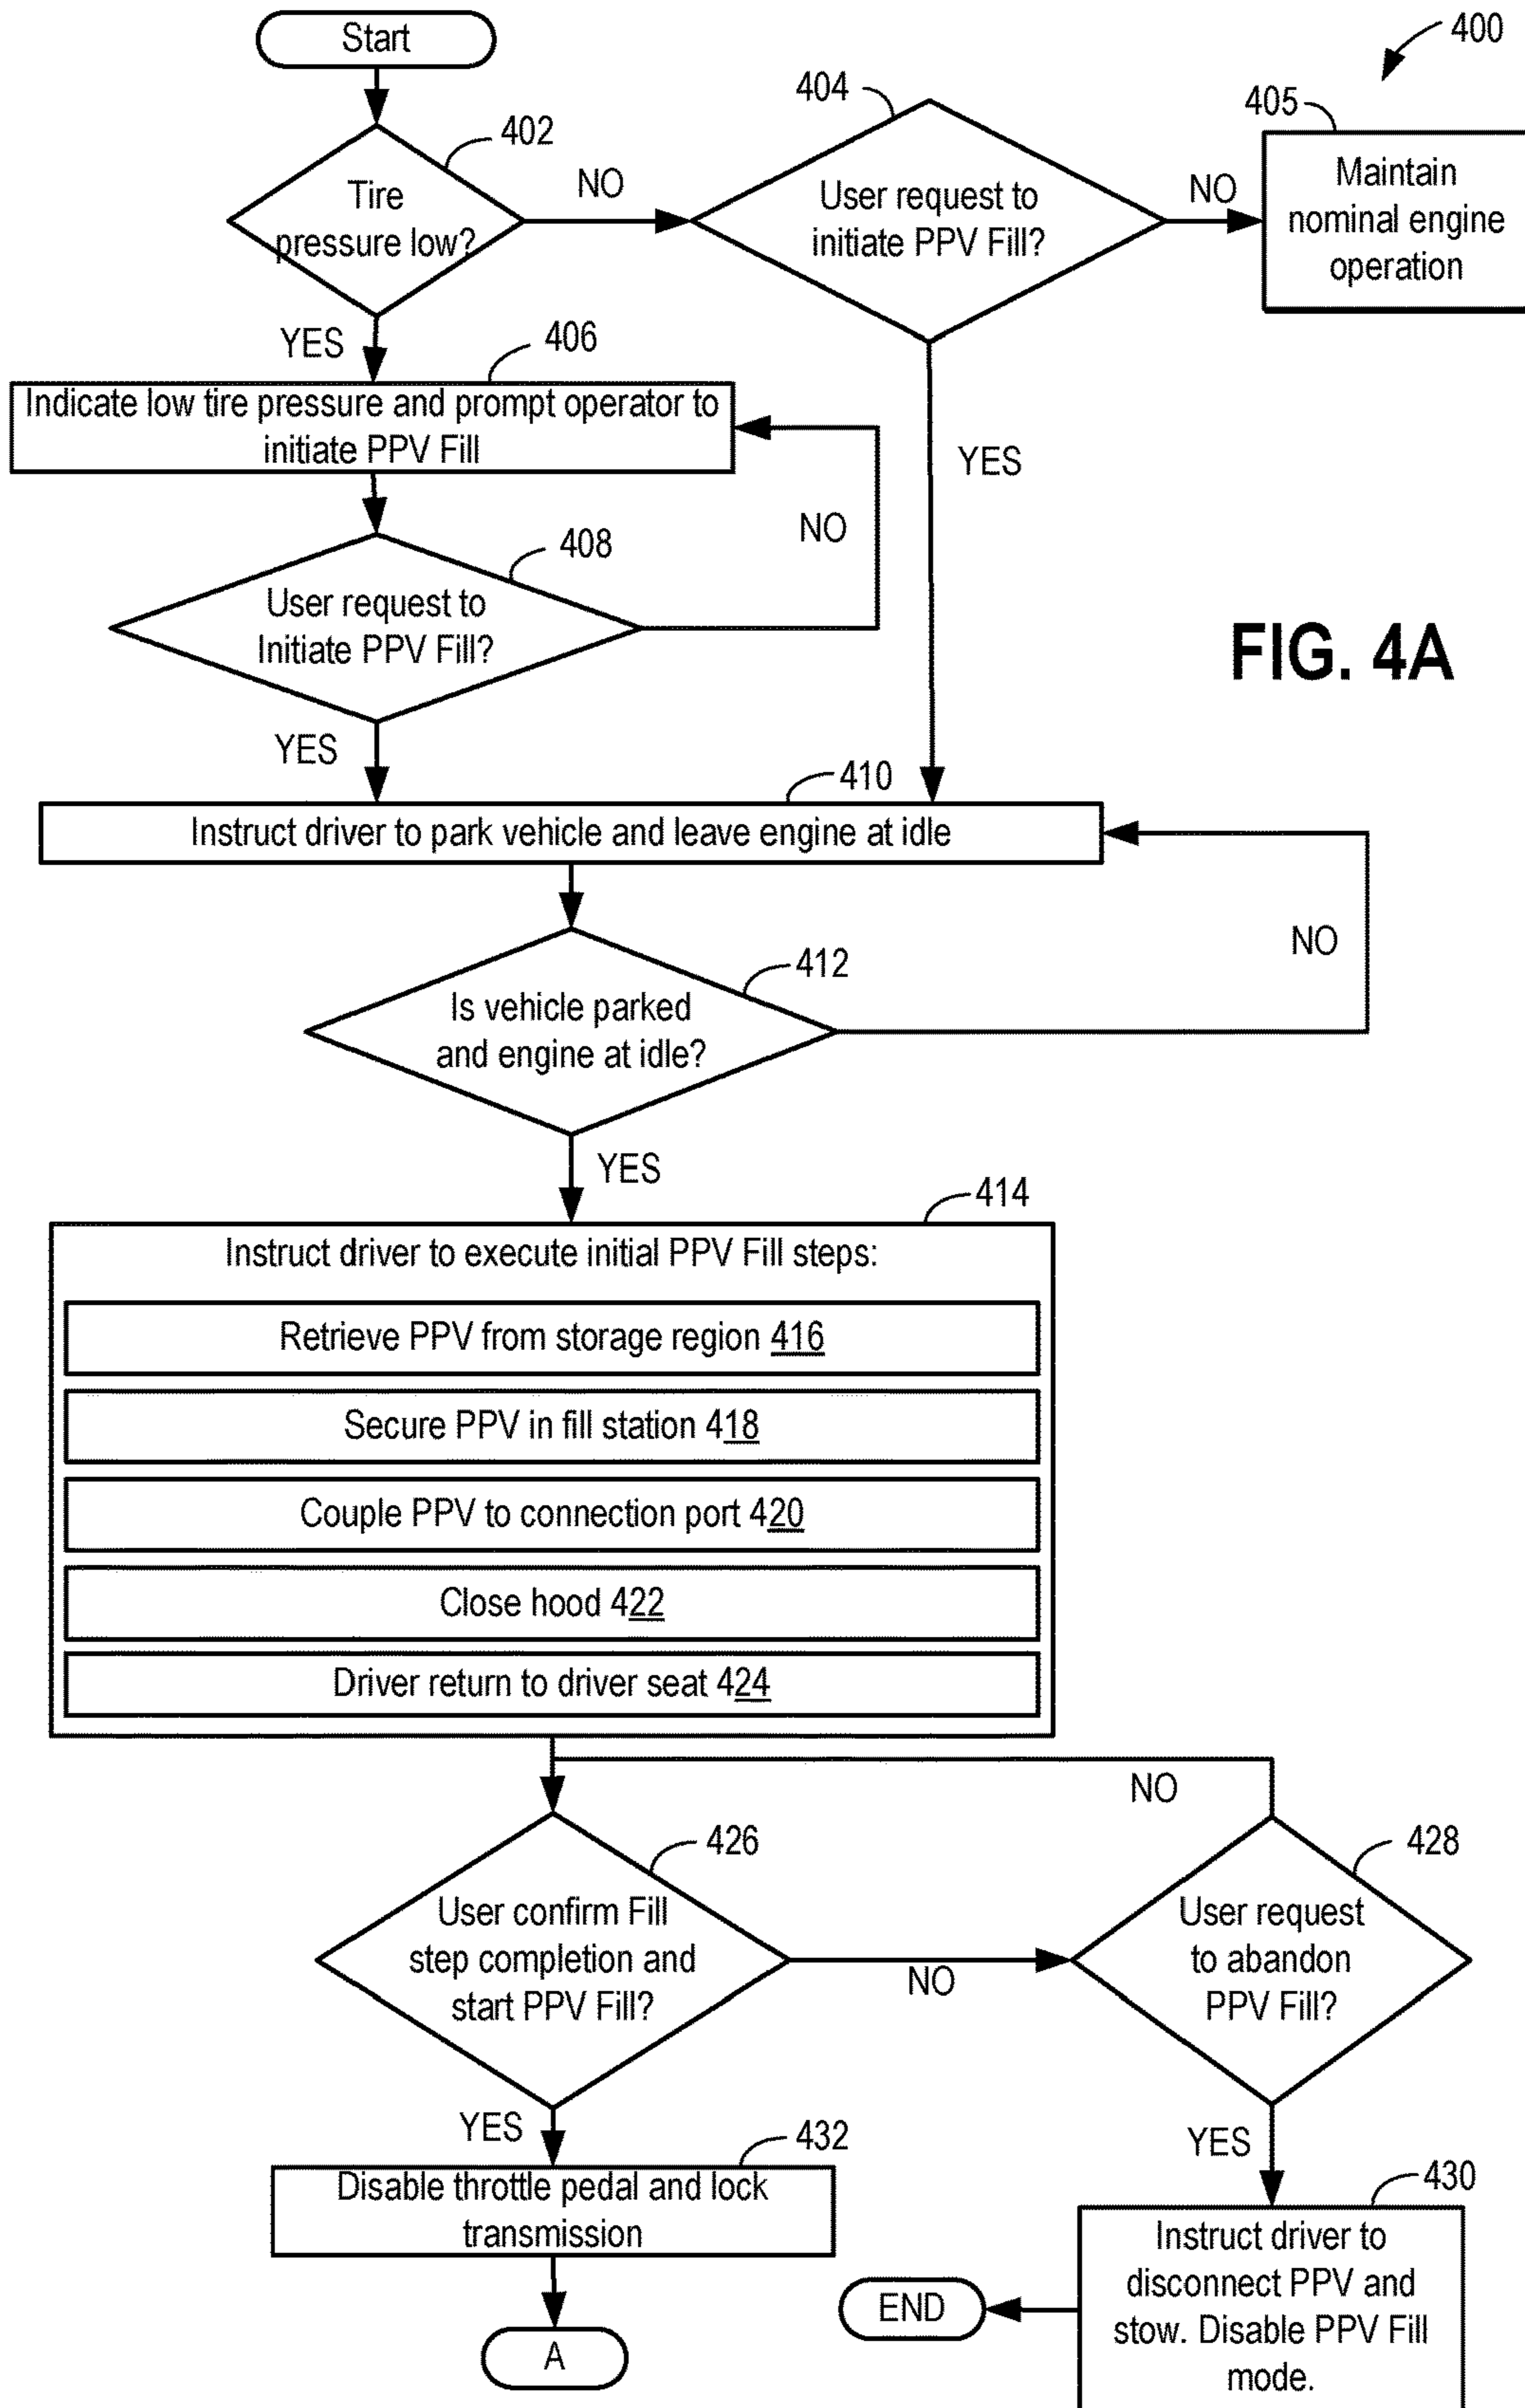 Start
400
402
404
405
Tire
pressure low?
NO
User request to
initiate PPV Fill?
NO
Maintain
nominal engine
operation
YES
406
Indicate low tire pressure and prompt operator to
initiate PPV Fill
YES
NO
408
User request to
Initiate PPV Fill?
FIG. 4A
YES
410
Instruct driver to park vehicle and leave engine at idle
NO
412
Is vehicle parked
and engine at idle?
YES
414
Instruct driver to execute initial PPV Fill steps:
Retrieve PPV from storage region 416
Secure PPV in fill station 418
Couple PPV to connection port 420
Close hood 422
Driver return to driver seat 424
NO
426
428
User confirm Fill
step completion and
start PPV Fill?
NO
User request
to abandon
PPV Fill?
YES
432
YES
430
Disable throttle pedal and lock
transmission
Instruct driver to
disconnect PPV and
stow. Disable PPV Fill
mode.
END
A